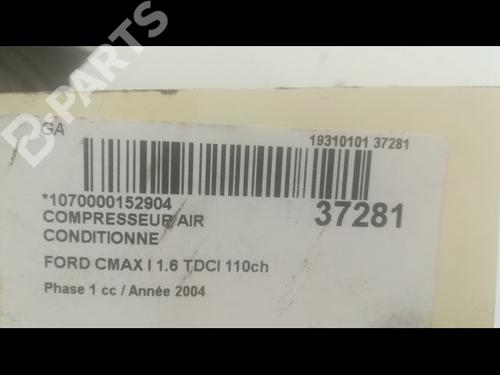 B-PARTS
GA
19310101 37281
*1070000152904
37281
COMPRESSEUR AIR
CONDITIONNE
FORD CMAX I 1.6 TDCI 110ch
Phase 1 cc / Année 2004